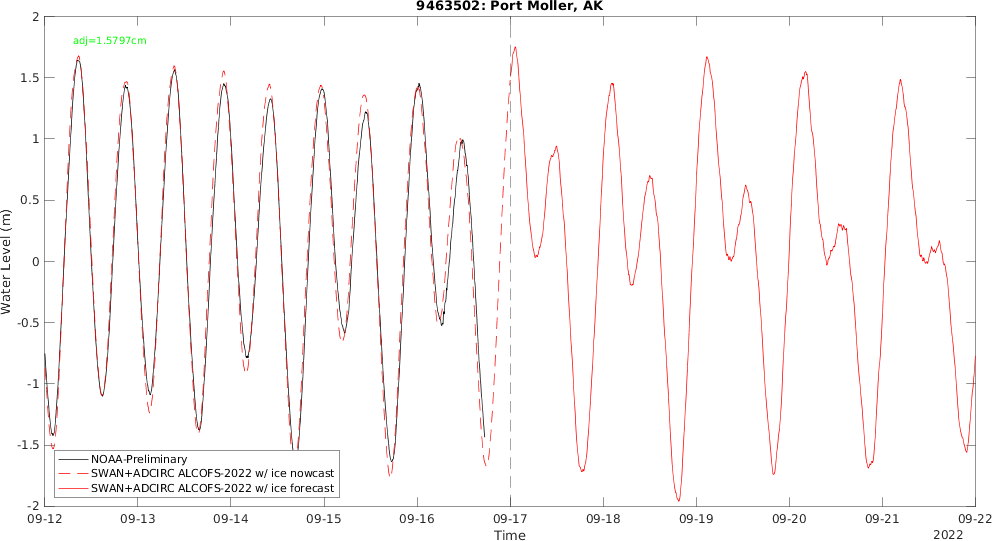 9463502: Port Moller, AK
adj=1.5797cm
2
1.5
1
0.5
0
-0.5
-1
-1.5
-2
Water Level (m)
NOAA-Preliminary
SWAN+ADCIRC ALCOFS-2022 w/ ice nowcast
SWAN+ADCIRC ALCOFS-2022 w/ ice forecast
09-12 09-13 09-14 09-15 09-16 09-17 09-18 09-19 09-20 09-21 09-22
Time
2022